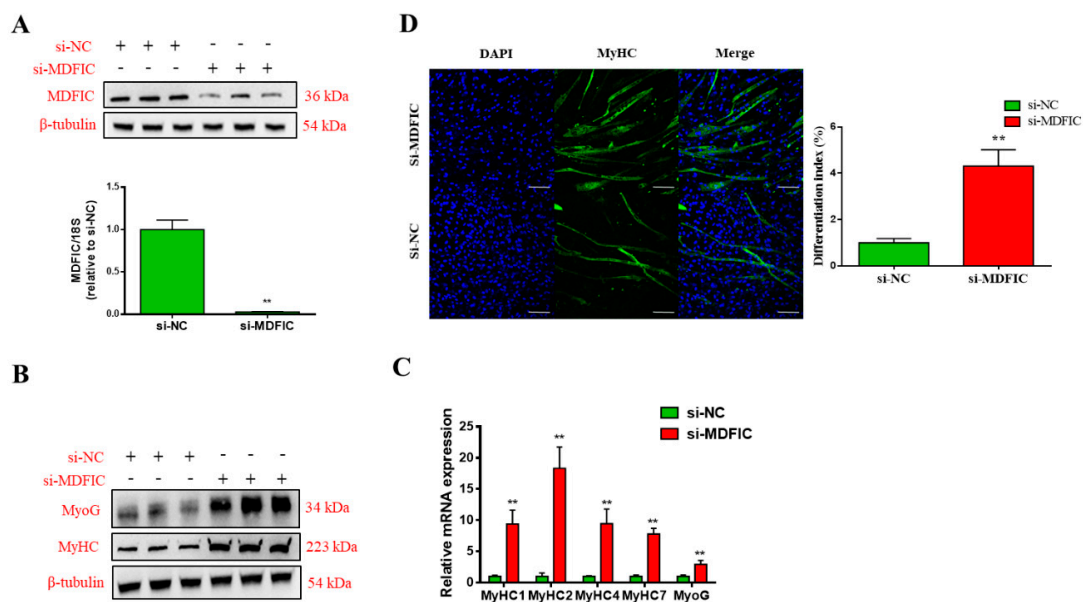 A
si-NC + + + - - -
si-MDFIC - - - + + +
MDFIC 36 kDa
β-tubulin 54 kDa
MDFIC/18S
(relative to si-NC)
1.5
1.0
0.5
0.0
**
si-NC si-MDFIC
B
si-NC + + + - - -
si-MDFIC - - - + + +
MyoG 34 kDa
MyHC 223 kDa
β-tubulin 54 kDa
D
DAPI MyHC Merge
Si-MDFIC
Si-NC
si-NC
si-MDFIC
Differentiation index (%)
6
4
2
0
**
si-NC si-MDFIC
C
si-NC
si-MDFIC
Relative mRNA expression
25
20
15
10
5
0
** ** ** ** **
MyHC1 MyHC2 MyHC4 MyHC7 MyoG